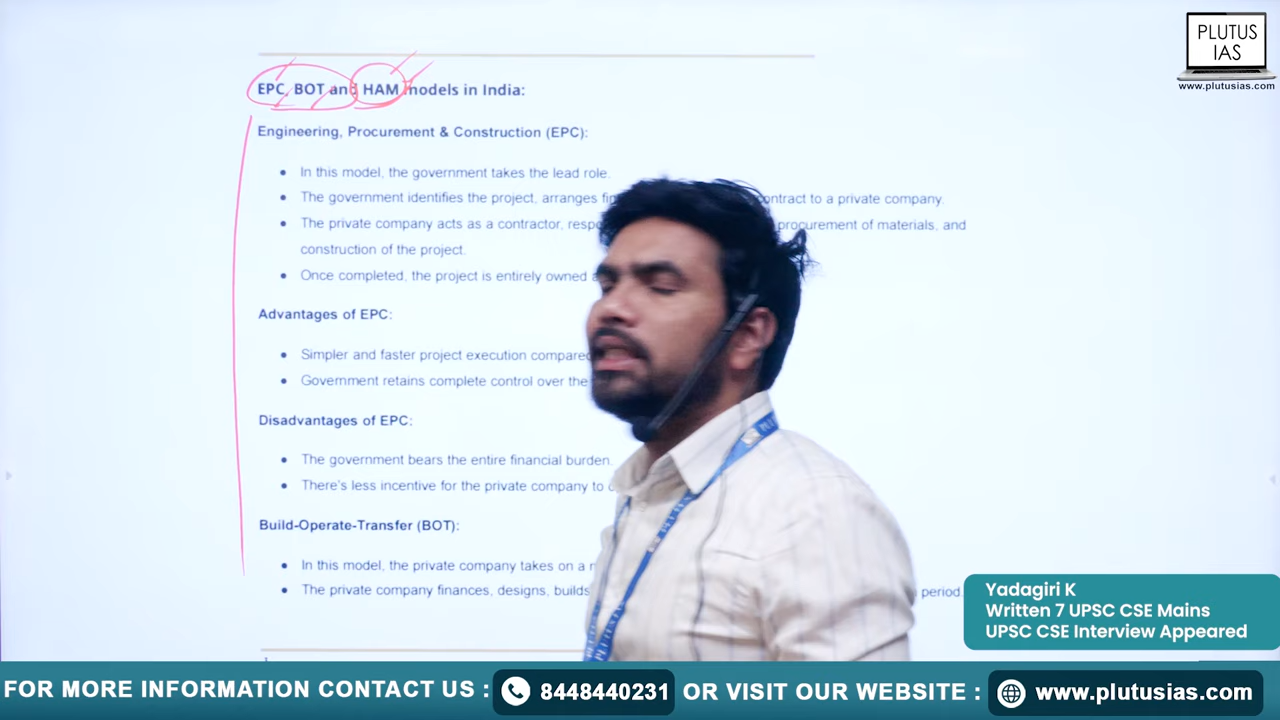 PLUTUS
IAS
www.plutusias.com
EPC, BOT and HAM models in India:
Engineering, Procurement & Construction (EPC):
In this model, the government takes the lead role.
The government identifies the project, arranges contract to a private company.
The private company acts as a contractor, procurement of materials, and
construction of the project.
Once completed, the project is entirely owned
Advantages of EPC:
Simpler and faster project execution compared
Government retains complete control over the
Disadvantages of EPC:
The government bears the entire financial burden.
There's less incentive for the private company to
Build-Operate-Transfer (BOT):
In this model, the private company takes on a
The private company finances, designs, builds period.
PLUTUS
Yadagiri K
Written 7 UPSC CSE Mains
UPSC CSE Interview Appeared
FOR MORE INFORMATION CONTACT US : 8448440231 OR VISIT OUR WEBSITE : www.plutusias.com